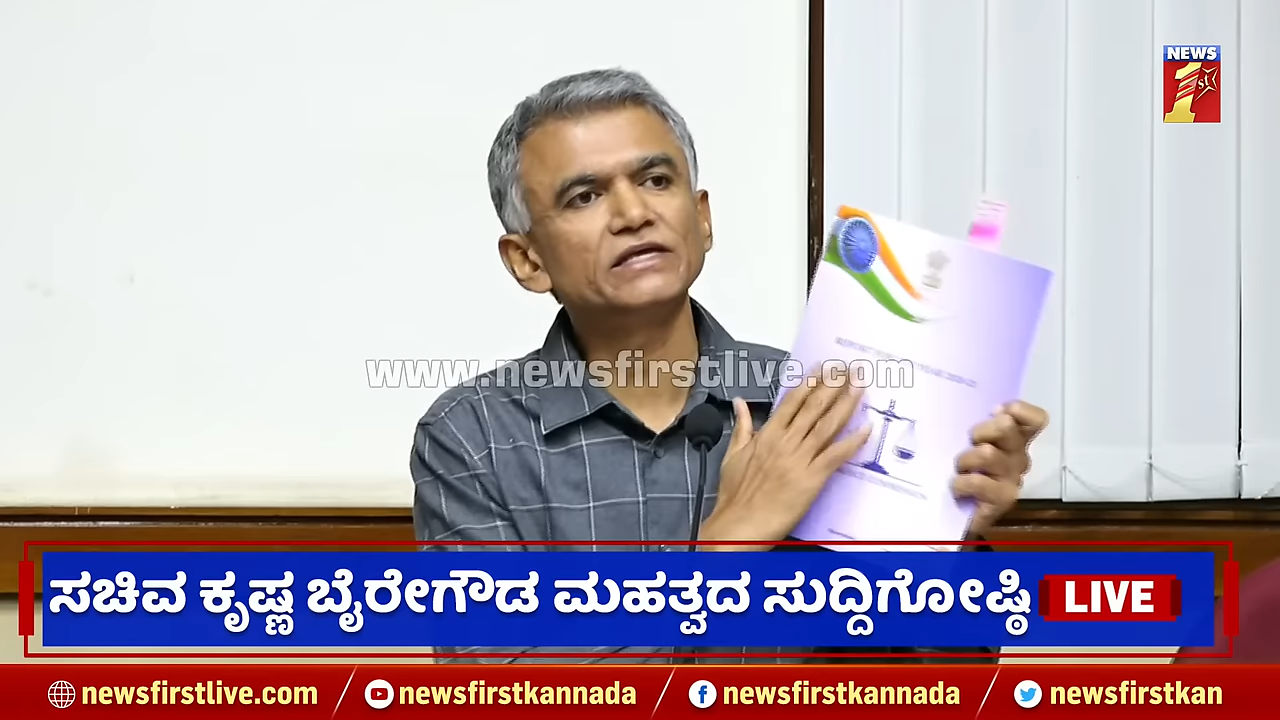 NEWS
1st
www.newsfirstlive.com
ಸಚಿವ ಕೃಷ್ಣ ಬೈರೇಗೌಡ ಮಹತ್ವದ ಸುದ್ದಿಗೋಷ್ಠಿ LIVE
newsfirstlive.com newsfirstkannada newsfirstkannada newsfirstkan